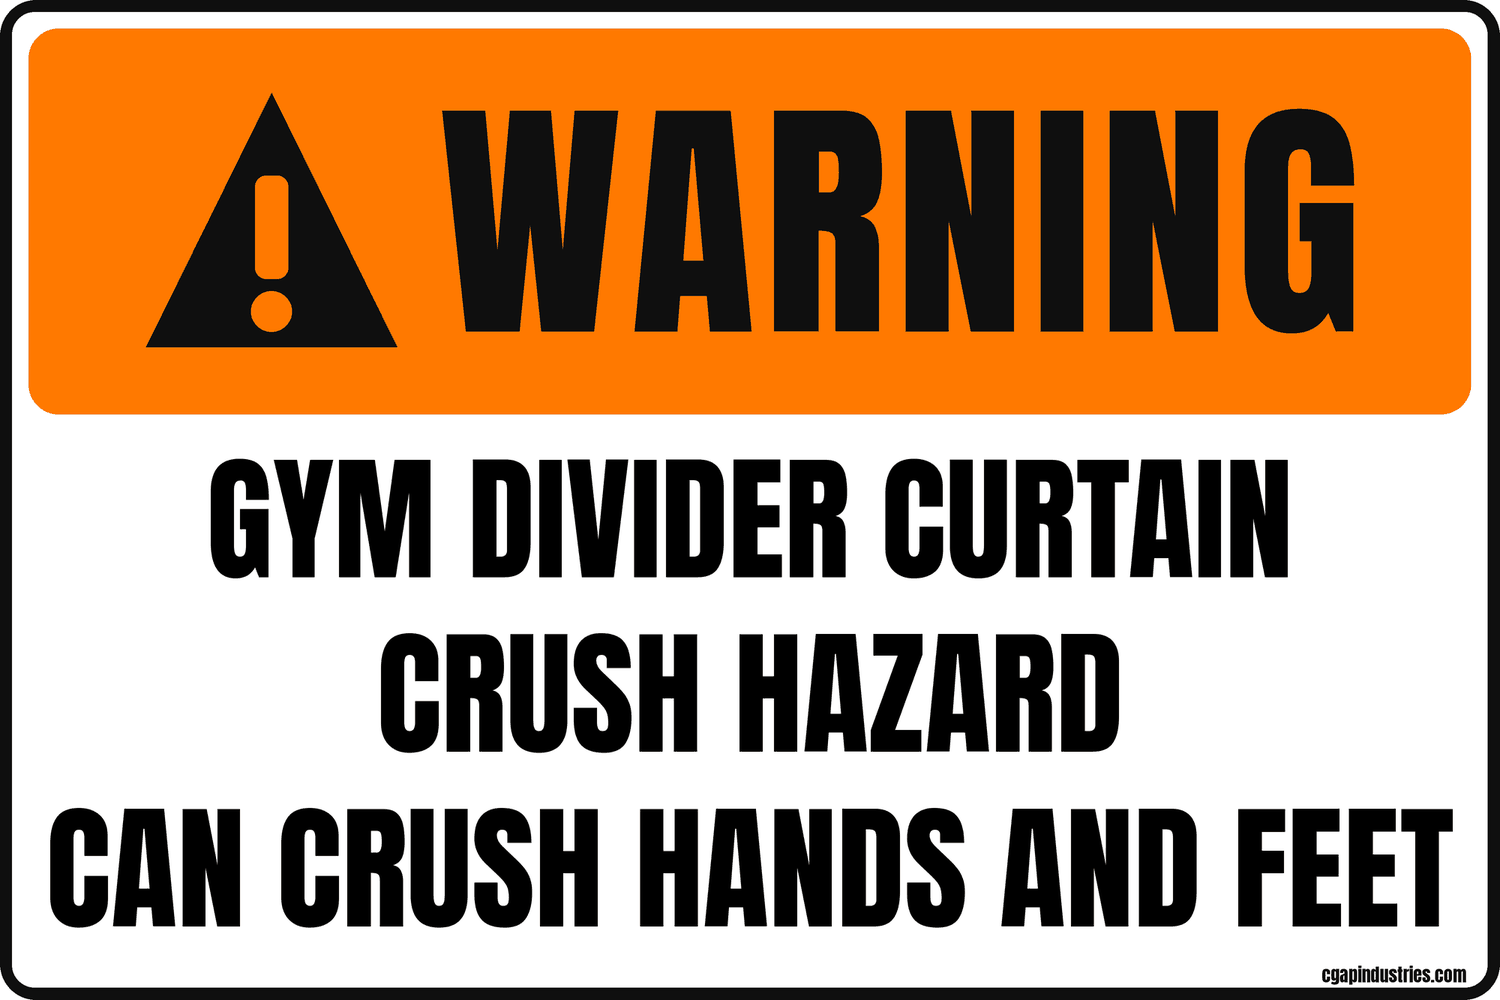 WARNING
GYM DIVIDER CURTAIN
CRUSH HAZARD
CAN CRUSH HANDS AND FEET
cgapindustries.com